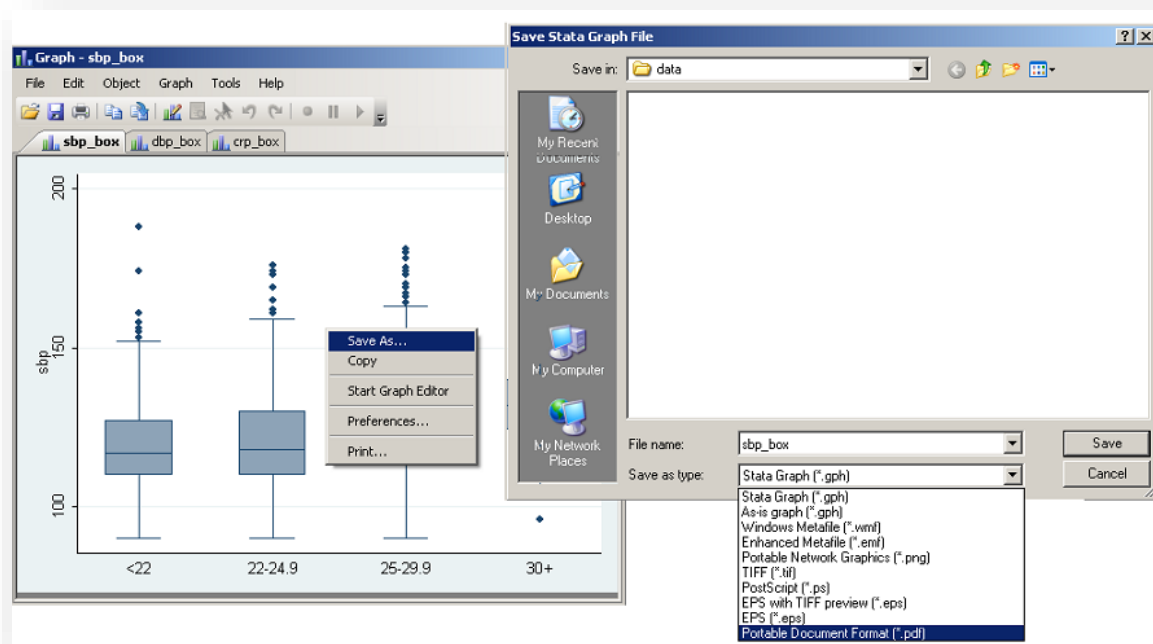 Graph - sbp_box
File Edit Object Graph Tools Help
sbp_box dbp_box crp_box
200
150
100
sbp
<22 22-24.9 25-29.9 30+
Save As...
Copy
Start Graph Editor
Preferences...
Print...
Save Stata Graph File
Save in: data
My Recent
Documents
Desktop
My Documents
My Computer
My Network
Places
File name: sbp_box Save
Save as type: Stata Graph (*.gph) Cancel
Stata Graph (*.gph)
As-is graph (*.gph)
Windows Metafile (*.wmf)
Enhanced Metafile (*.emf)
Portable Network Graphics (*.png)
TIFF (*.tif)
PostScript (*.ps)
EPS with TIFF preview (*.eps)
EPS (*.eps)
Portable Document Format (*.pdf)